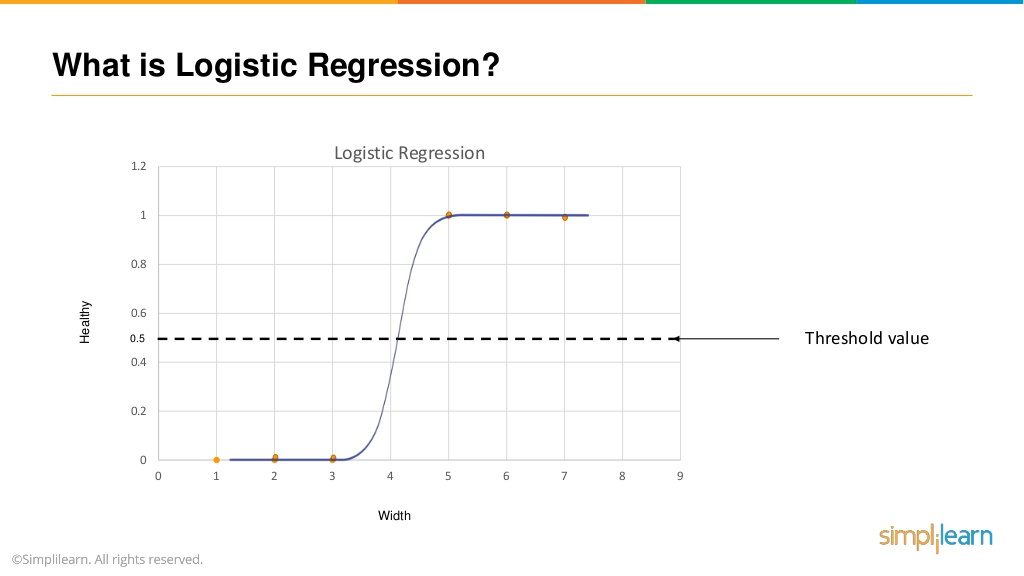 What is Logistic Regression?
Logistic Regression
1.2
1
0.8
0.6
0.5
0.4
0.2
0
Healthy
Threshold value
0 1 2 3 4 5 6 7 8 9
Width
simplilearn
©Simplilearn. All rights reserved.